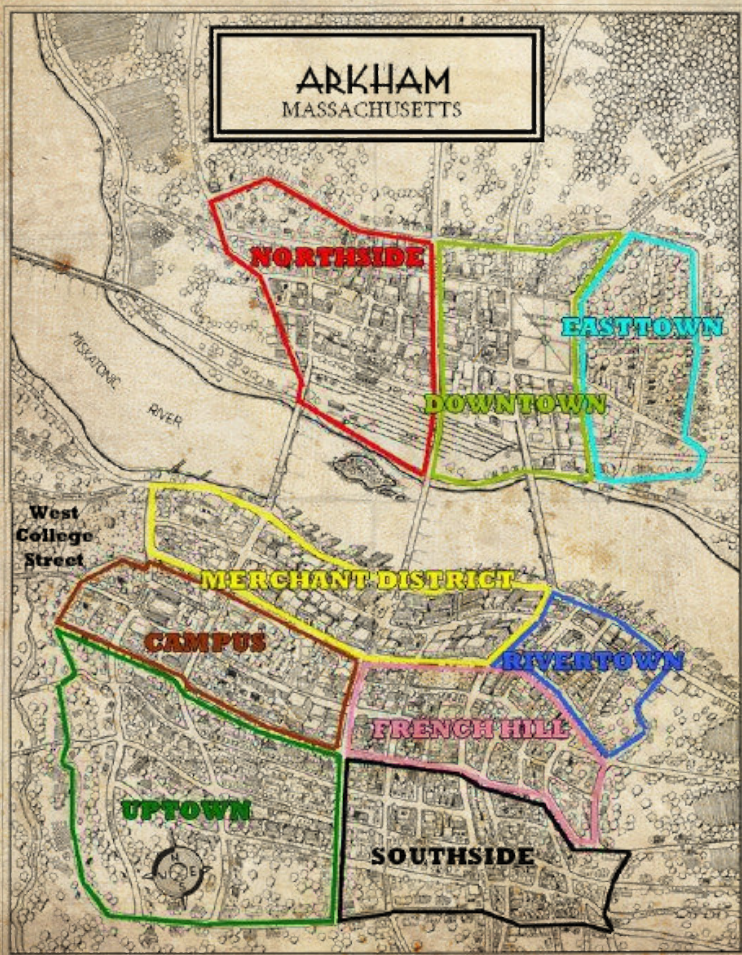 ARKHAM
MASSACHUSETTS
NORTHSIDE
EASTTOWN
DOWNTOWN
MISKATONIC
RIVER
West
College
Street
MERCHANT DISTRICT
CAMPUS
RIVERTOWN
FRENCH HILL
UPTOWN
SOUTHSIDE
N
W
E
S